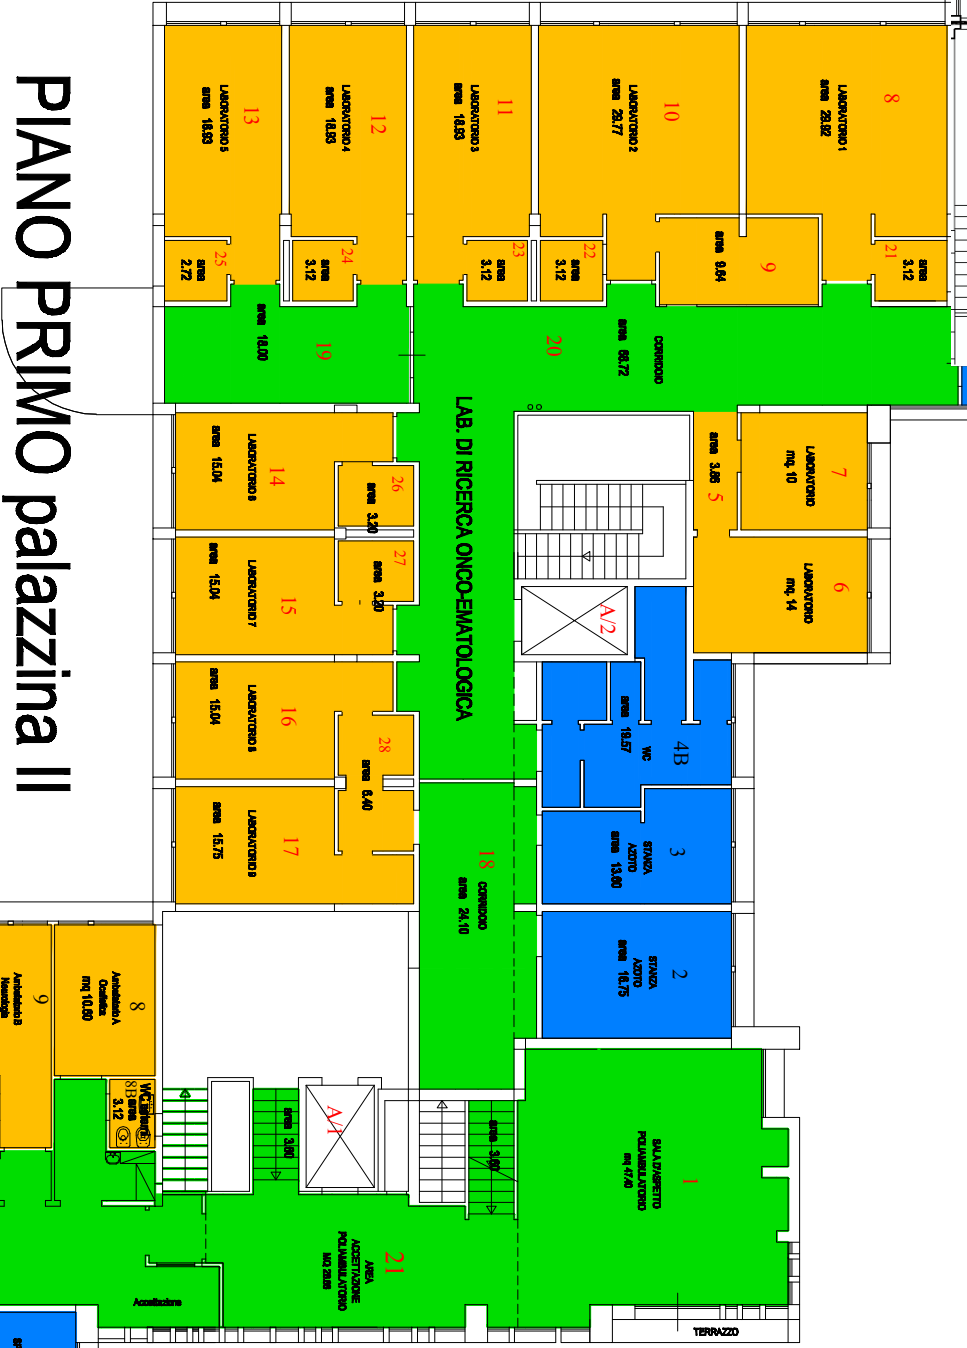 PIANO PRIMO palazzina II
LAB. DI RICERCA ONCO-EMATOLOGICA
13
LABORATORIO 5
area 18.93
12
LABORATORIO 4
area 18.93
11
LABORATORIO 3
area 18.93
10
LABORATORIO 2
area 29.77
8
LABORATORIO 1
area 29.92
25
area
2.72
24
area
3.12
23
area
3.12
22
area
3.12
9
area 9.64
21
area
3.12
19
area 18.00
20
CORRIDOIO
area 68.72
14
LABORATORIO 6
area 15.04
26
area 3.20
27
area 3.20
15
LABORATORIO 7
area 15.04
16
LABORATORIO 8
area 15.04
28
area 6.40
17
LABORATORIO 9
area 15.75
5
area 3.86
7
LABORATORIO
mq. 10
6
LABORATORIO
mq. 14
A/2
4B
WC
area 19.57
3
STANZA
AZOTO
area 13.60
2
STANZA
AZOTO
area 16.75
18
CORRIDOIO
area 24.10
1
SALA D'ASPETTO
POLIAMBULATORIO
mq 47.40
A/1
area 3.60
area 3.60
21
AREA
ACCETTAZIONE
POLIAMBULATORIO
Accettazione
TERRAZZO
8
Ambulatorio A
mq 10.60
9
Ambulatorio B
8B
area
3.12